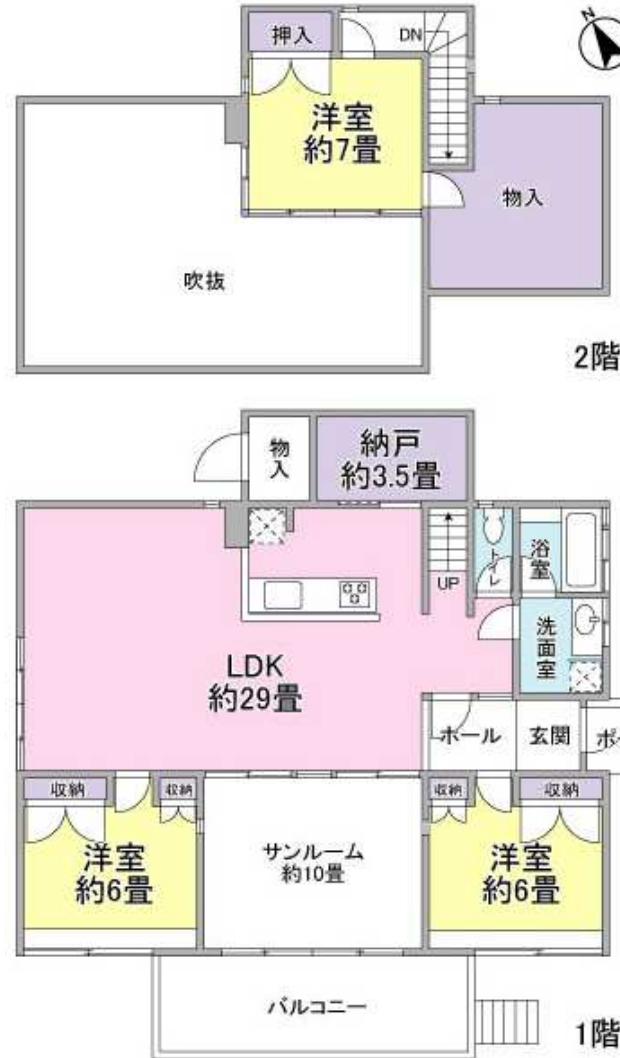 N
押入
DN
洋室
約7畳
物入
吹抜
2階
物入
納戸
約3.5畳
UP
トイレ
浴室
洗面室
LDK
約29畳
ホール
玄関
収納
収納
収納
収納
洋室
約6畳
サンルーム
約10畳
洋室
約6畳
バルコニー
1階